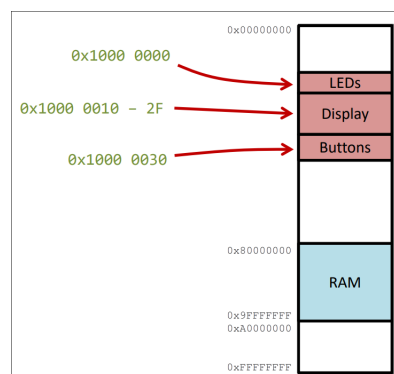 0x00000000
0x1000 0000
LEDs
0x1000 0010 – 2F
Display
Buttons
0x1000 0030
0x80000000
RAM
0x9FFFFFFF
0xA0000000
0xFFFFFFFF